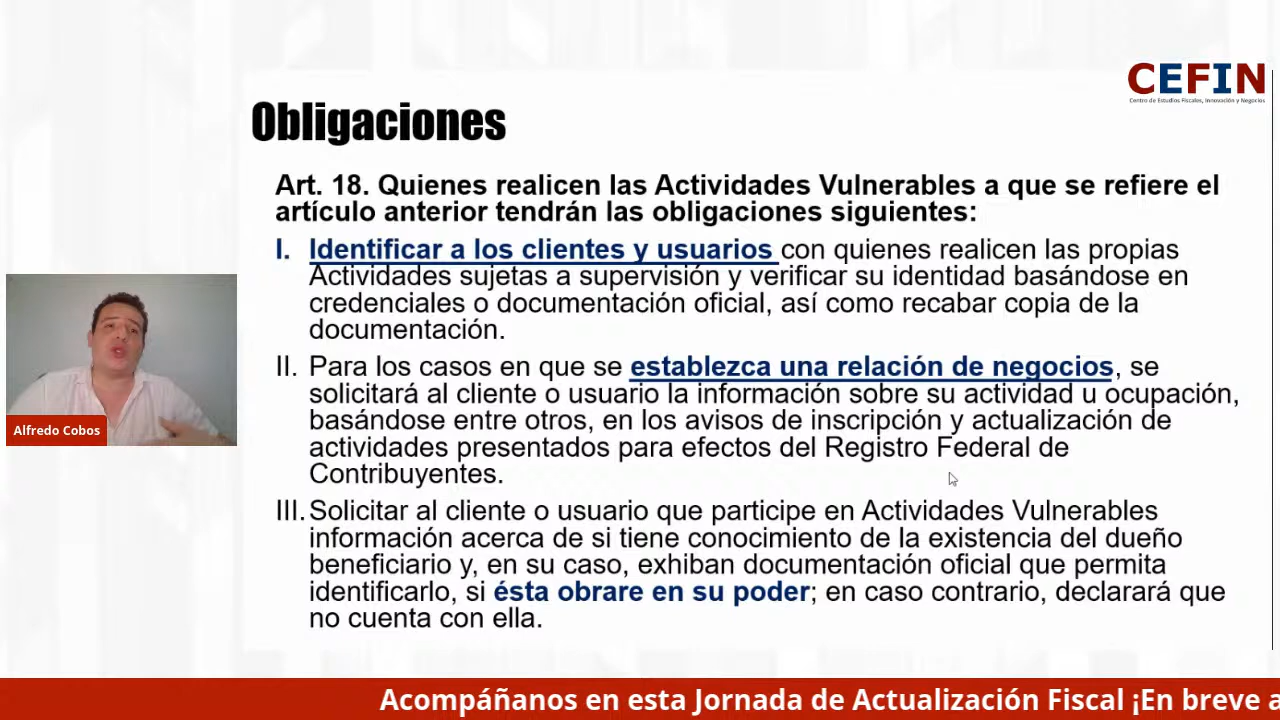 CEFIN
Centro de Estudios Fiscales, Innovación y Negocios
Obligaciones
Art. 18. Quienes realicen las Actividades Vulnerables a que se refiere el
artículo anterior tendrán las obligaciones siguientes:
I. Identificar a los clientes y usuarios con quienes realicen las propias
Actividades sujetas a supervisión y verificar su identidad basándose en
credenciales o documentación oficial, así como recabar copia de la
documentación.
II. Para los casos en que se establezca una relación de negocios, se
solicitará al cliente o usuario la información sobre su actividad u ocupación,
basándose entre otros, en los avisos de inscripción y actualización de
actividades presentados para efectos del Registro Federal de
Contribuyentes.
III. Solicitar al cliente o usuario que participe en Actividades Vulnerables
información acerca de si tiene conocimiento de la existencia del dueño
beneficiario y, en su caso, exhiban documentación oficial que permita
identificarlo, si ésta obrare en su poder; en caso contrario, declarará que
no cuenta con ella.
Alfredo Cobos
Acompáñanos en esta Jornada de Actualización Fiscal ¡En breve a